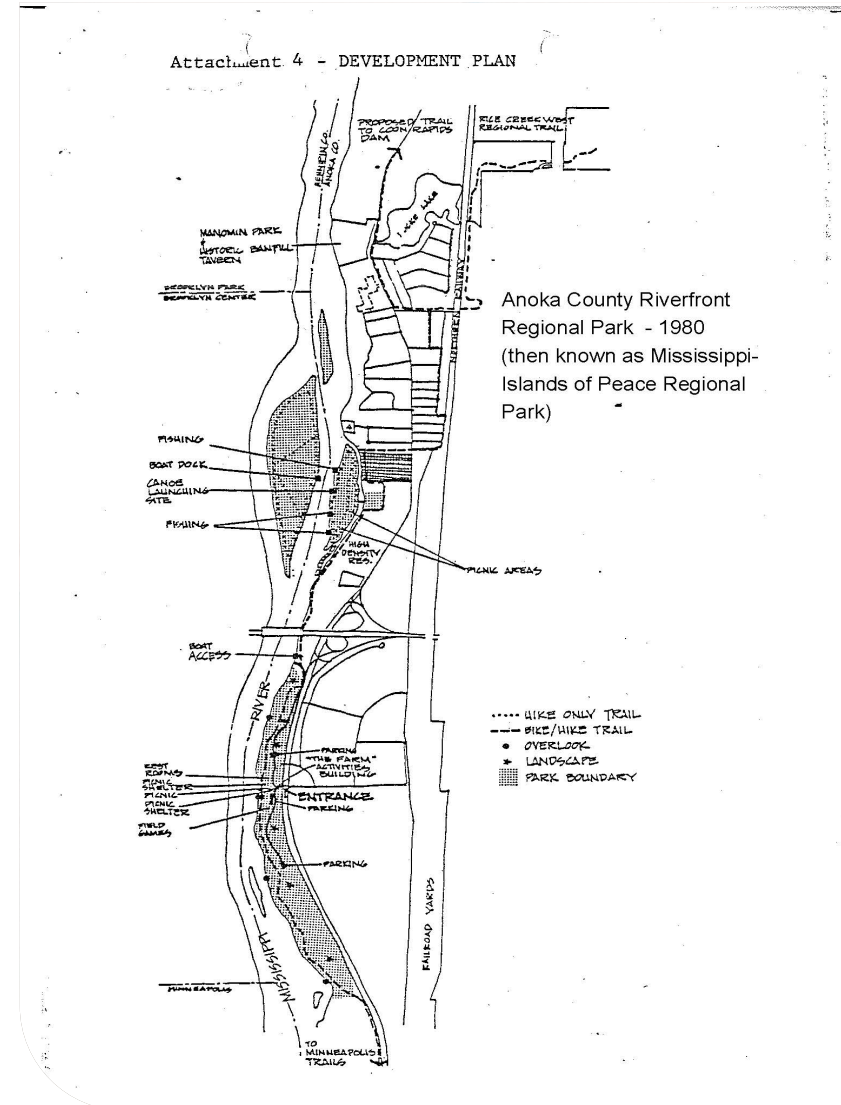 Attachment 4 - DEVELOPMENT PLAN
PROPOSED TRAIL
TO COON RAPIDS
DAM
RICE CREEK WEST
REGIONAL TRAIL
HENNEPIN CO.
ANOKA CO.
LOCKE LAKE
MANOMIN PARK
&
HISTORIC BANFILL
TAVERN
BROOKLYN PARK
BROOKLYN CENTER
NORTHERN RAILWAY
Anoka County Riverfront
Regional Park - 1980
(then known as Mississippi-
Islands of Peace Regional
Park)
FISHING
BOAT DOCK
CANOE
LAUNCHING
SITE
FISHING
HIGH
DENSITY
RES.
PICNIC AREAS
BOAT
ACCESS
RIVER
HIKE ONLY TRAIL
BIKE/HIKE TRAIL
OVERLOOK
LANDSCAPE
PARK BOUNDARY
PARKING
"THE FARM"
ACTIVITIES
BUILDING
REST
ROOMS
PICNIC
SHELTER
PICNIC
PICNIC
SHELTER
ENTRANCE
PARKING
FIELD
GAMES
PARKING
RAILROAD YARDS
MISSISSIPPI
MINNEAPOLIS
TO
MINNEAPOLIS
TRAILS